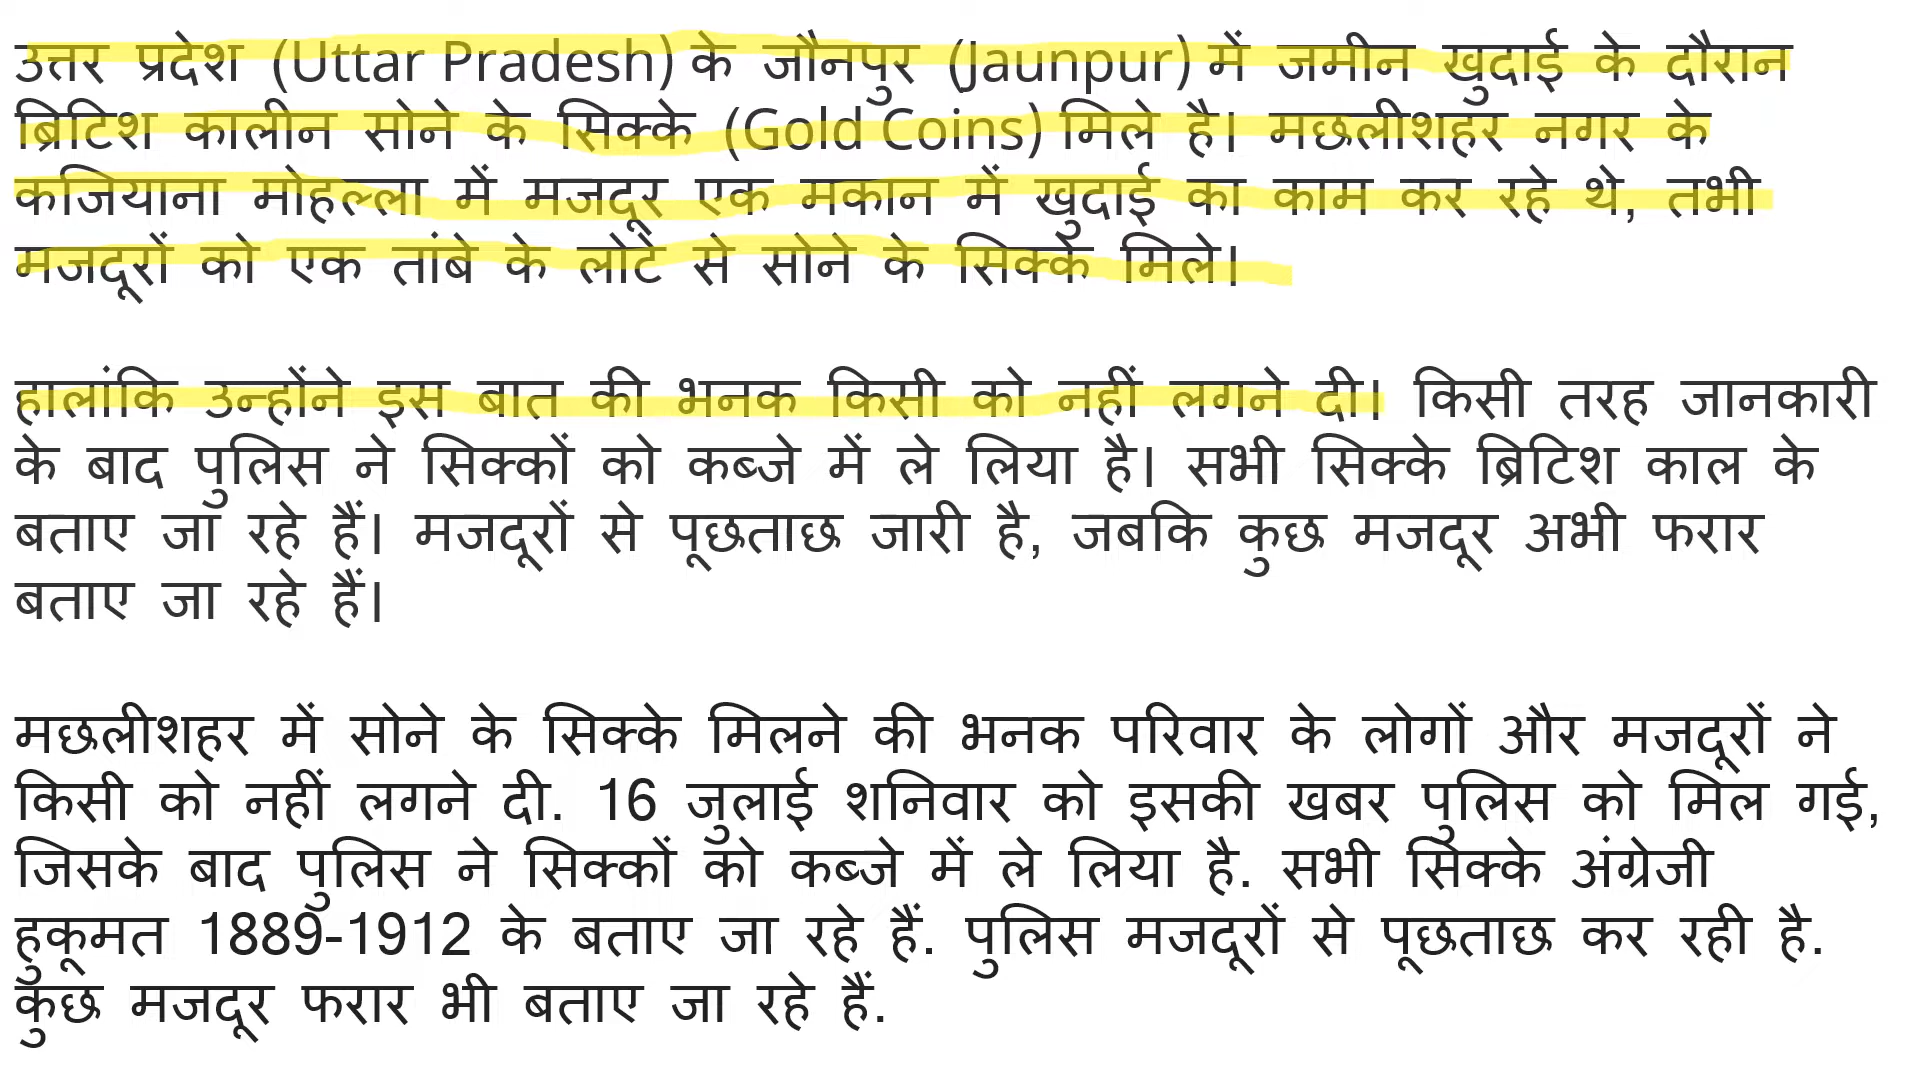 उत्तर प्रदेश (Uttar Pradesh) के जौनपुर (Jaunpur) में जमीन खुदाई के दौरान
ब्रिटिश कालीन सोने के सिक्के (Gold Coins) मिले है। मछलीशहर नगर के
कजियाना मोहल्ला में मजदूर एक मकान में खुदाई का काम कर रहे थे, तभी
मजदूरों को एक तांबे के लोटे से सोने के सिक्के मिले।
हालांकि उन्होंने इस बात की भनक किसी को नहीं लगने दी। किसी तरह जानकारी
के बाद पुलिस ने सिक्कों को कब्जे में ले लिया है। सभी सिक्के ब्रिटिश काल के
बताए जा रहे हैं। मजदूरों से पूछताछ जारी है, जबकि कुछ मजदूर अभी फरार
बताए जा रहे हैं।
मछलीशहर में सोने के सिक्के मिलने की भनक परिवार के लोगों और मजदूरों ने
किसी को नहीं लगने दी. 16 जुलाई शनिवार को इसकी खबर पुलिस को मिल गई,
जिसके बाद पुलिस ने सिक्कों को कब्जे में ले लिया है. सभी सिक्के अंग्रेजी
हुकूमत 1889-1912 के बताए जा रहे हैं. पुलिस मजदूरों से पूछताछ कर रही है.
कुछ मजदूर फरार भी बताए जा रहे हैं.